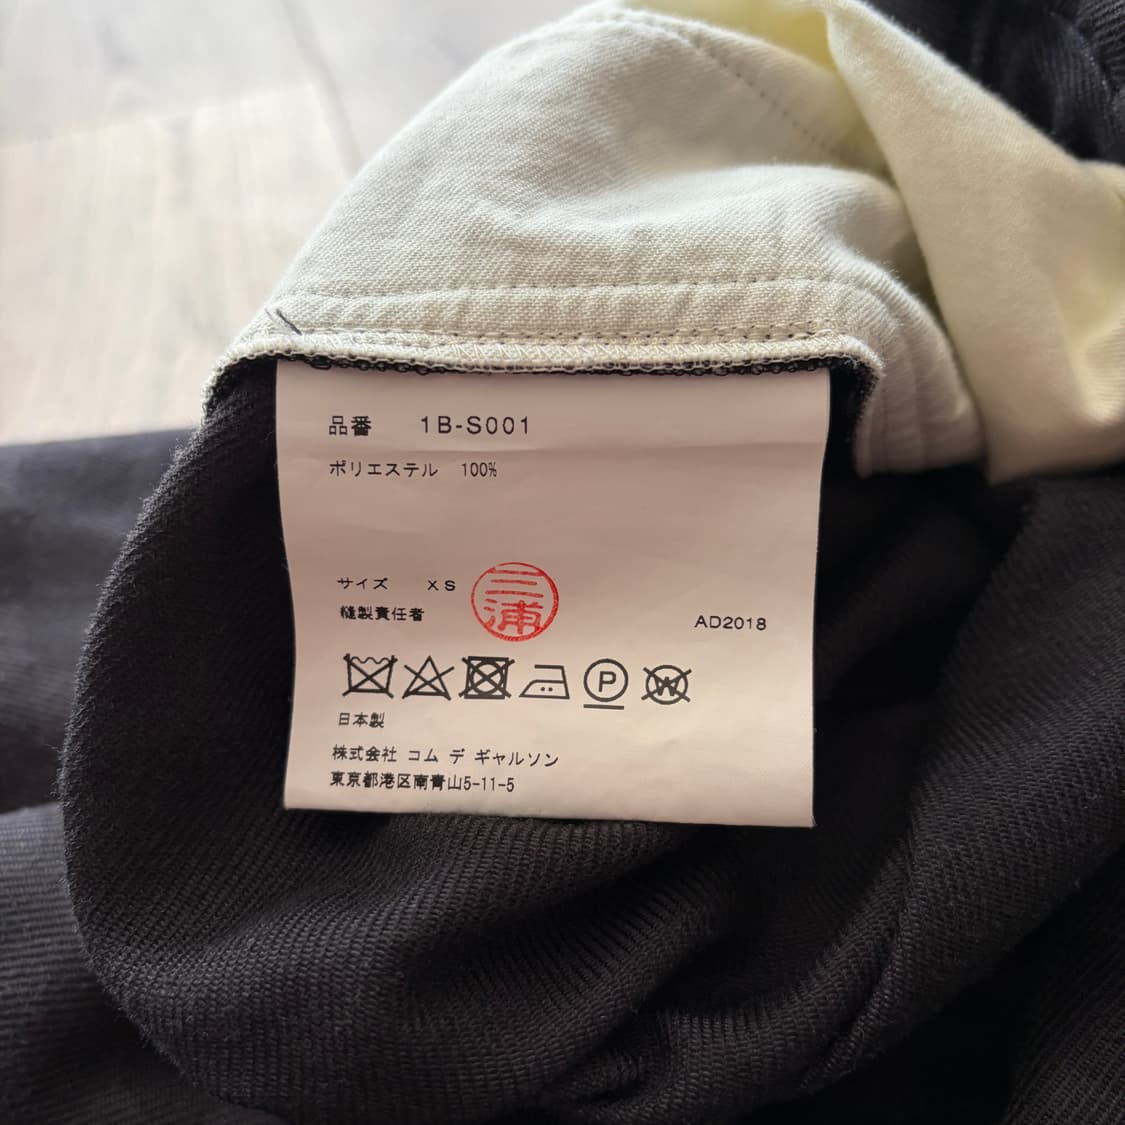 品番 1B-S001
ポリエステル 100%
サイズ XS
三浦
縫製責任者
AD2018
P
W
日本製
株式会社 コム デ ギャルソン
東京都港区南青山5-11-5